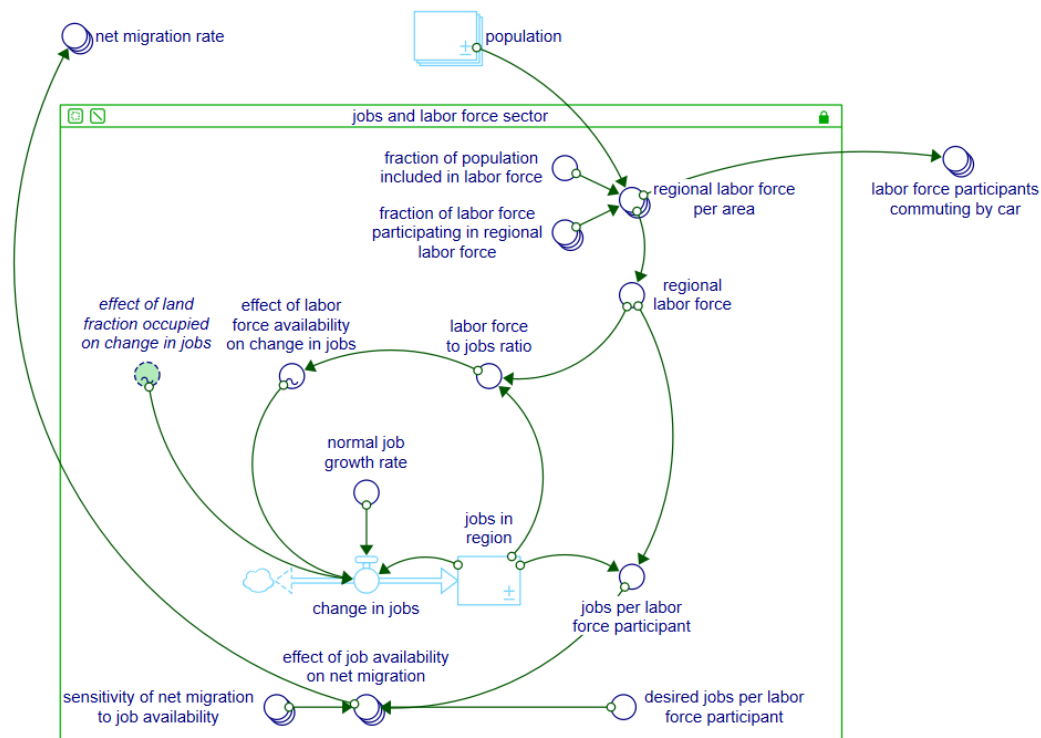 net migration rate
population
jobs and labor force sector
fraction of population
included in labor force
regional labor force
per area
labor force participants
commuting by car
fraction of labor force
participating in regional
labor force
regional
labor force
effect of land
fraction occupied
on change in jobs
effect of labor
force availability
on change in jobs
labor force
to jobs ratio
normal job
growth rate
jobs in
region
change in jobs
jobs per labor
force participant
effect of job availability
on net migration
sensitivity of net migration
to job availability
desired jobs per labor
force participant